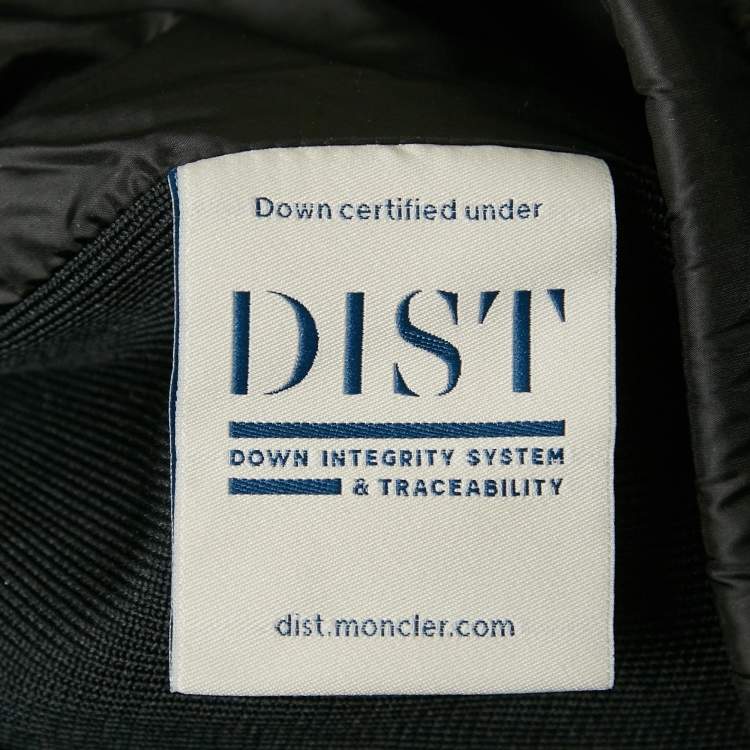 Down certified under
DIST
DOWN INTEGRITY SYSTEM
& TRACEABILITY
dist.moncler.com